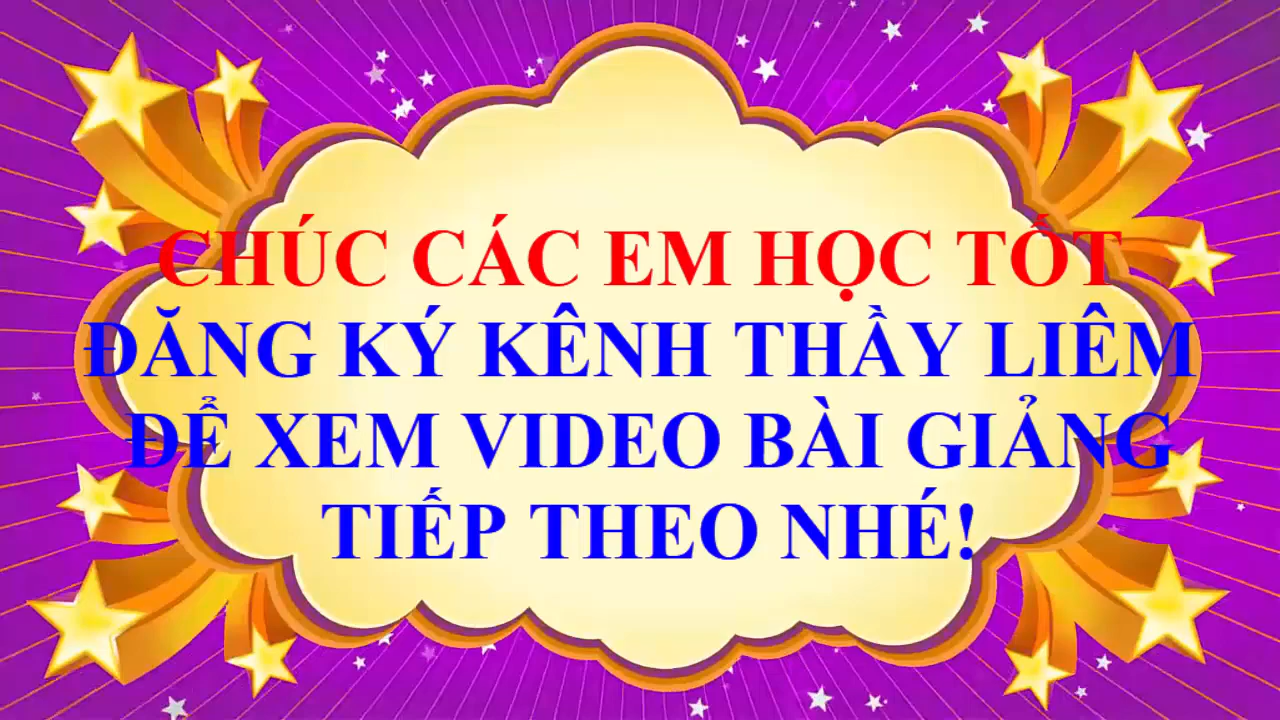 CHÚC CÁC EM HỌC TỐT
ĐĂNG KÝ KÊNH THẦY LIÊM
ĐỂ XEM VIDEO BÀI GIẢNG
TIẾP THEO NHÉ!